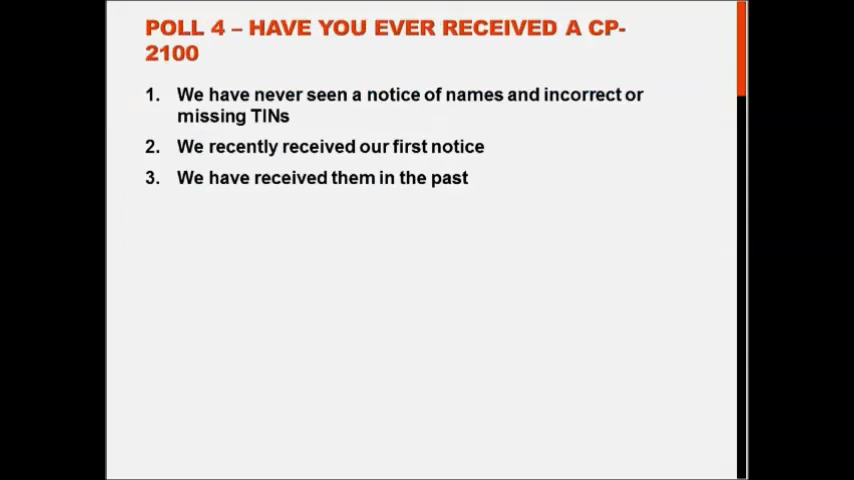 POLL 4 – HAVE YOU EVER RECEIVED A CP-
2100
1. We have never seen a notice of names and incorrect or
missing TINs
2. We recently received our first notice
3. We have received them in the past